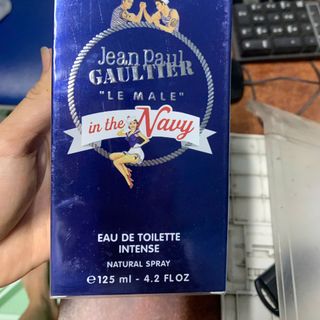 Jean Paul
GAULTIER
"LE MALE"
in the Navy
EAU DE TOILETTE
INTENSE
NATURAL SPRAY
℮125 ml - 4.2 FL.OZ